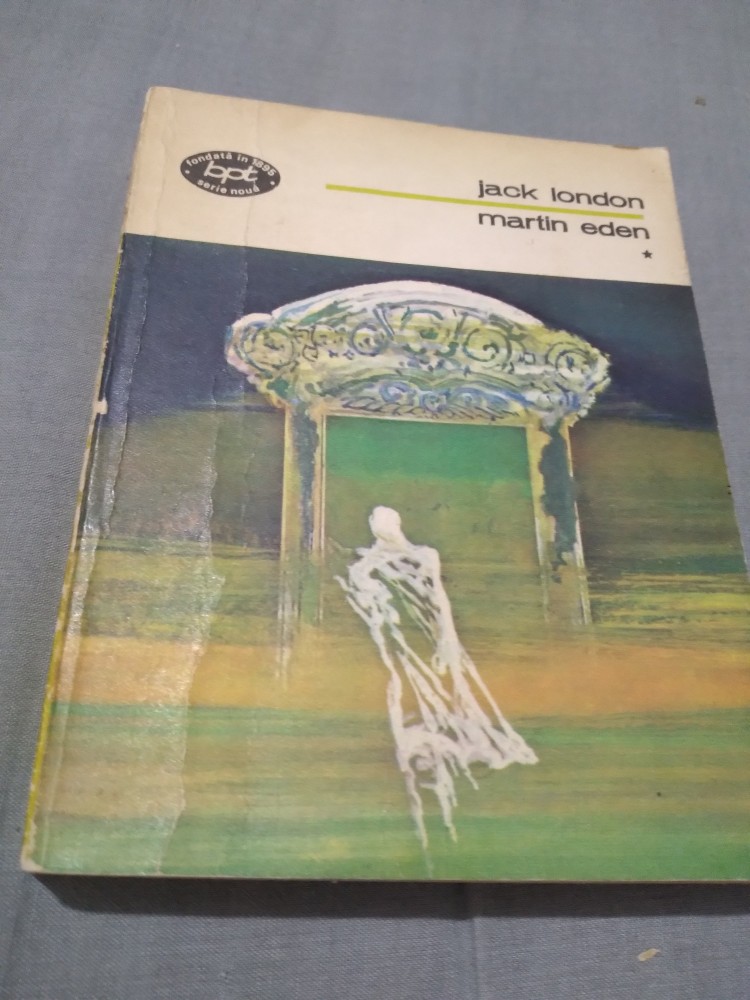 fondată în 1895
bpt
serie nouă
jack london
martin eden
*